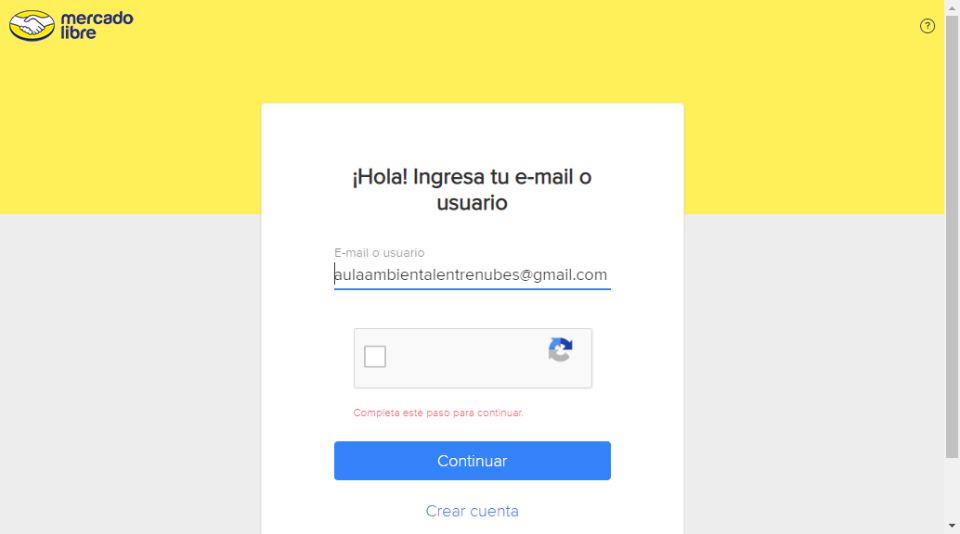 mercado
libre
?
¡Hola! Ingresa tu e-mail o
usuario
E-mail o usuario
aulaambientalentrenubes@gmail.com
Completa este paso para continuar.
Continuar
Crear cuenta